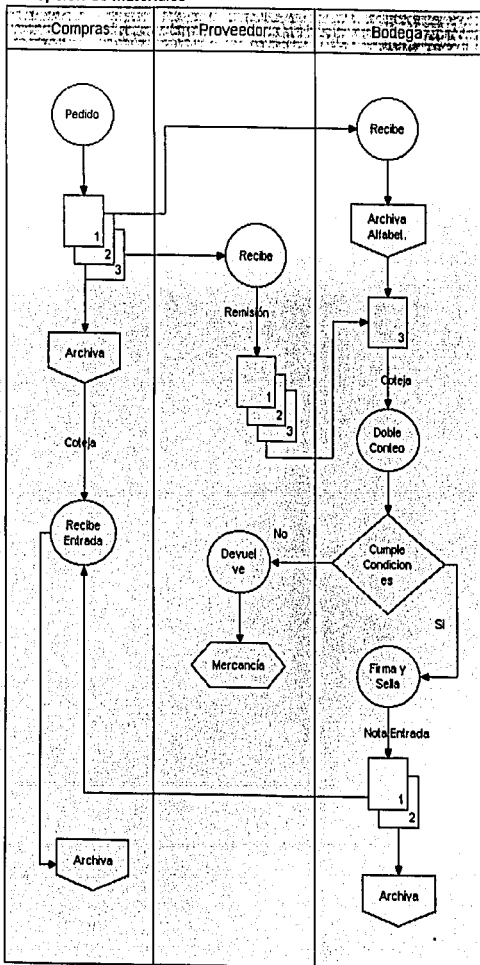 de Materiales
Compras
Proveedor
Bodega
Pedido
Recibe
1
2
3
Archiva
Alfabet.
Recibe
Archiva
Remisión
3
1
2
3
Coteja
Coteja
Doble
Conteo
Recibe
Entrada
No
Devuel
ve
Cumple
Condicion
es
SI
Mercancía
Firma y
Sella
Nota Entrada
1
2
Archiva
Archiva